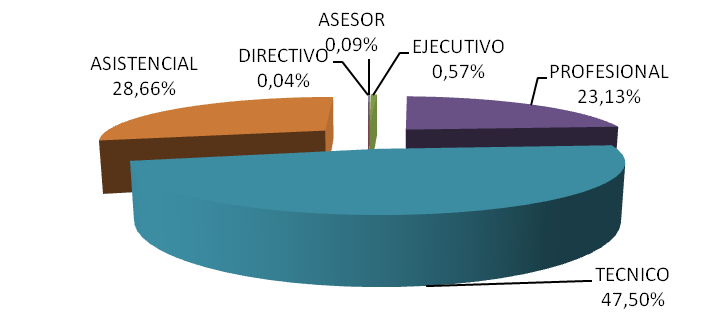 ASESOR
0,09%
DIRECTIVO
0,04%
EJECUTIVO
0,57%
ASISTENCIAL
28,66%
PROFESIONAL
23,13%
TECNICO
47,50%